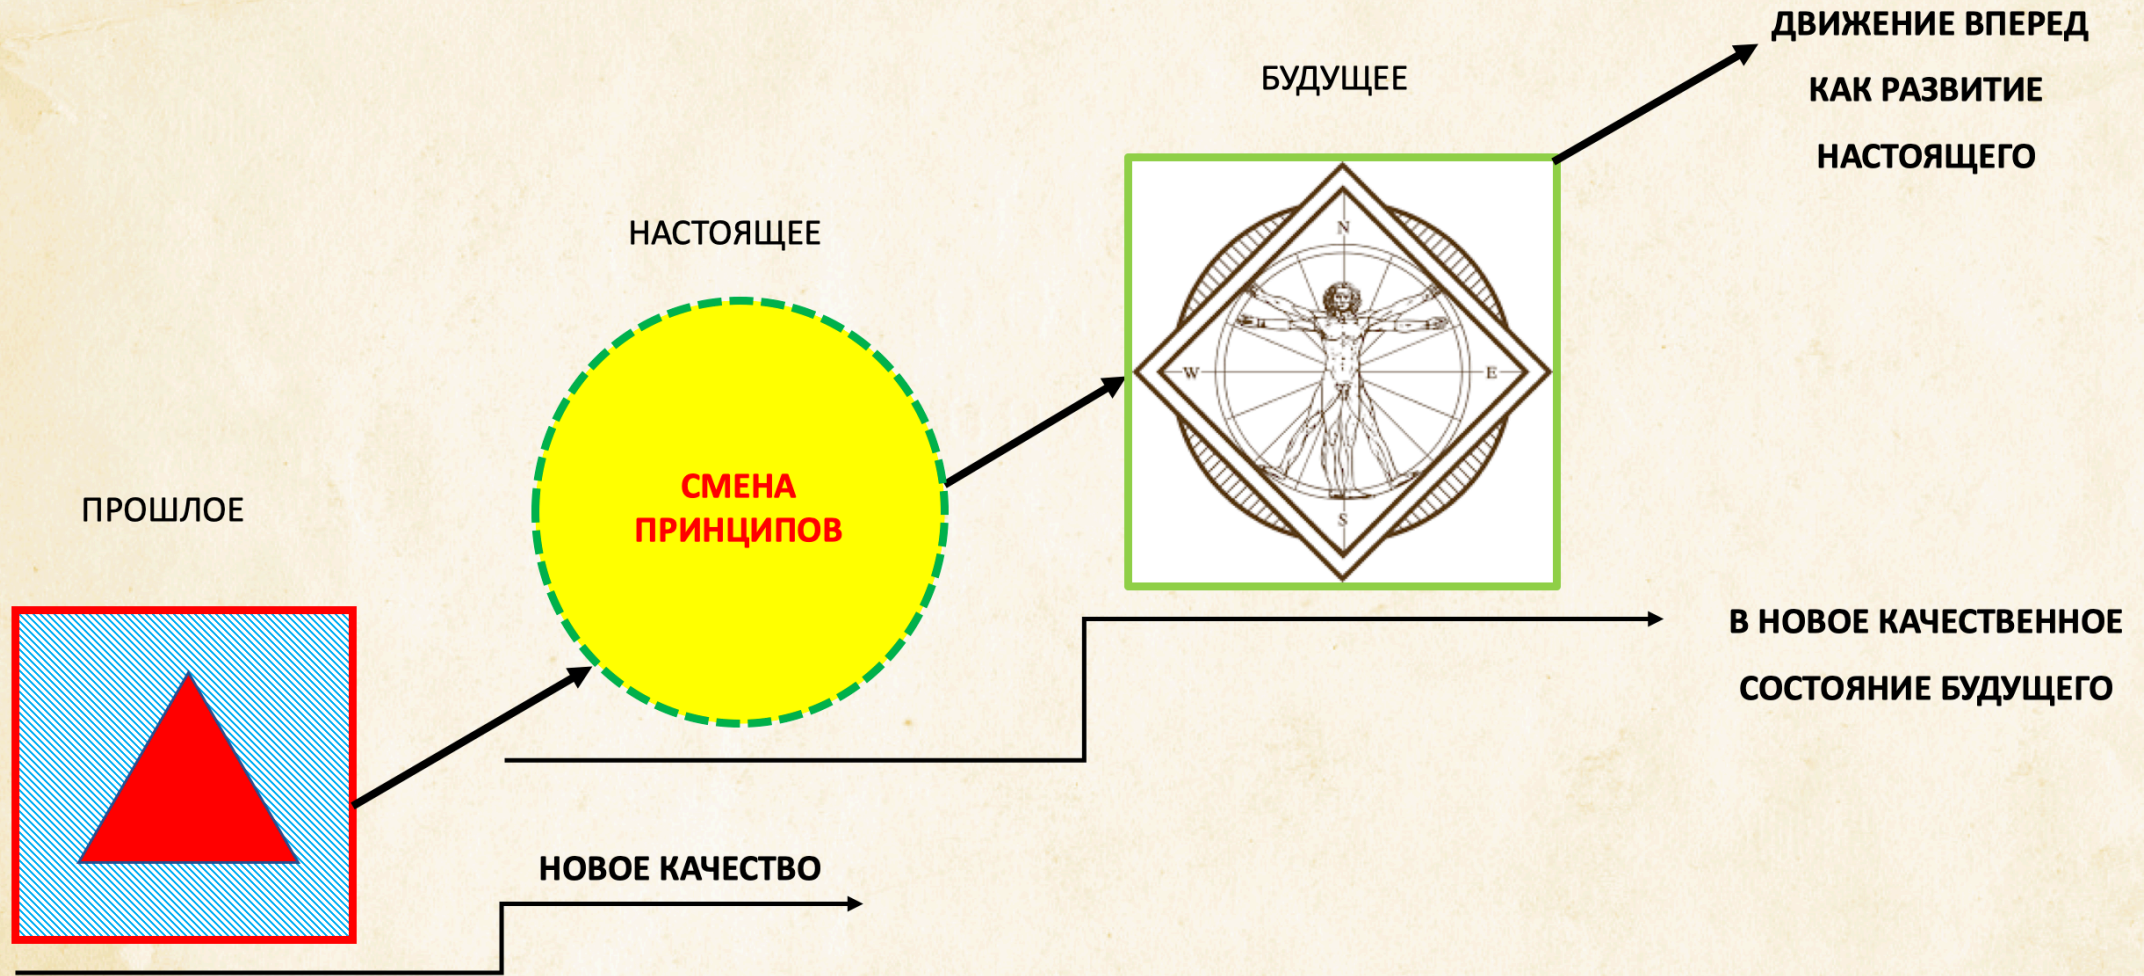 ДВИЖЕНИЕ ВПЕРЕД
КАК РАЗВИТИЕ
НАСТОЯЩЕГО
БУДУЩЕЕ
N
W
E
S
НАСТОЯЩЕЕ
СМЕНА
ПРИНЦИПОВ
ПРОШЛОЕ
В НОВОЕ КАЧЕСТВЕННОЕ
СОСТОЯНИЕ БУДУЩЕГО
НОВОЕ КАЧЕСТВО